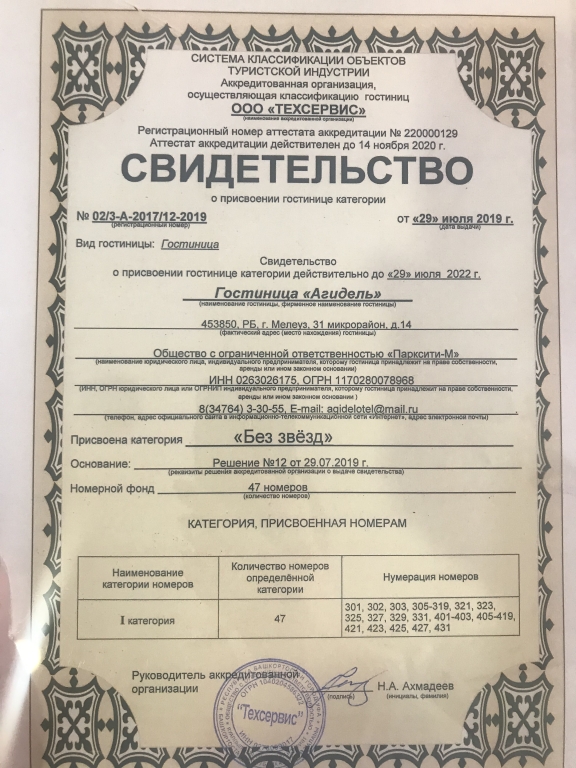 СИСТЕМА КЛАССИФИКАЦИИ ОБЪЕКТОВ
ТУРИСТСКОЙ ИНДУСТРИИ
Аккредитованная организация,
осуществляющая классификацию гостиниц
ООО «ТЕХСЕРВИС»
(наименование аккредитованной организации)
Регистрационный номер аттестата аккредитации № 220000129
Аттестат аккредитации действителен до 14 ноября 2020 г.
СВИДЕТЕЛЬСТВО
о присвоении гостинице категории
№ 02/3-А-2017/12-2019 от «29» июля 2019 г.
(регистрационный номер) (дата выдачи)
Вид гостиницы: Гостиница
Свидетельство
о присвоении гостинице категории действительно до «29» июля 2022 г.
Гостиница «Агидель»
(наименование гостиницы, фирменное наименование гостиницы)
453850, РБ, г. Мелеуз, 31 микрорайон, д.14
(фактический адрес (место нахождения) гостиницы)
Общество с ограниченной ответственностью «Парксити-М»
(наименование юридического лица, индивидуального предпринимателя, которому гостиница принадлежит на праве собственности,
аренды или ином законном основании)
ИНН 0263026175, ОГРН 1170280078968
(ИНН, ОГРН юридического лица или ОГРНИП индивидуального предпринимателя, которому гостиница принадлежит на праве собственности,
аренды или ином законном основании )
8(34764) 3-30-55, E-mail: agidelotel@mail.ru
(телефон, адрес официального сайта в информационно-телекоммуникационной сети «Интернет», адрес электронной почты)
Присвоена категория «Без звёзд»
Основание: Решение №12 от 29.07.2019 г.
(реквизиты решения аккредитованной организации о выдаче свидетельства)
Номерной фонд 47 номеров
(количество номеров)
КАТЕГОРИЯ, ПРИСВОЕННАЯ НОМЕРАМ
Наименование категории номеров
Количество номеров определённой категории
Нумерация номеров
I категория
47
301, 302, 303, 305-319, 321, 323,
325, 327, 329, 331, 401-403, 405-419,
421, 423, 425, 427, 431
Руководитель аккредитованной
организации Н.А. Ахмадеев
(подпись) (инициалы, фамилия)
"Техсервис"